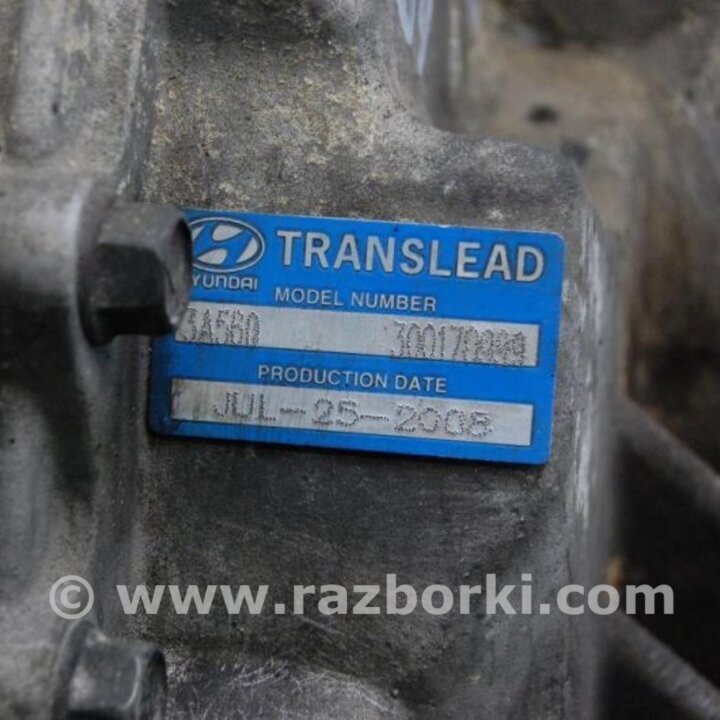 TRANSLEAD
HYUNDAI
MODEL NUMBER
PRODUCTION DATE
JUL-25-2008
© www.razborki.com